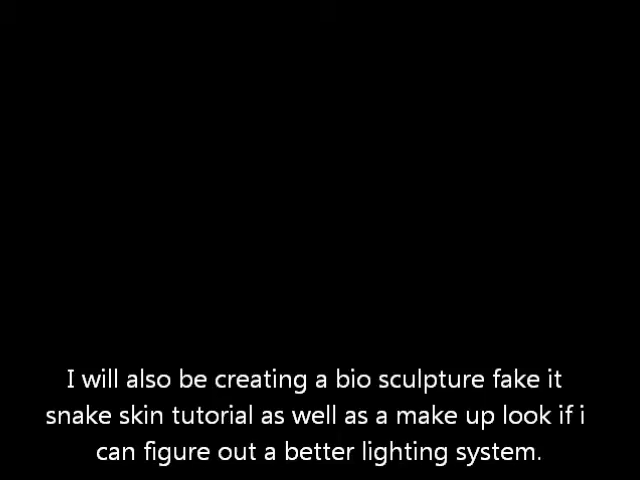 I will also be creating a bio sculpture fake it
snake skin tutorial as well as a make up look if i
can figure out a better lighting system.